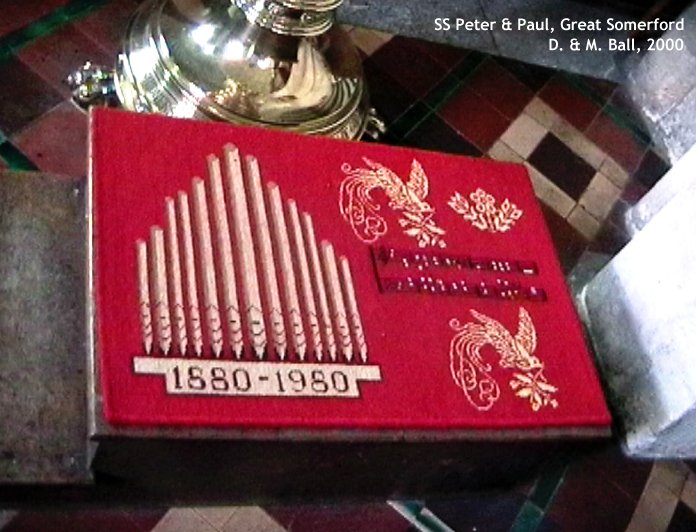 SS Peter & Paul, Great Somerford
D. & M. Ball, 2000
1880-1980